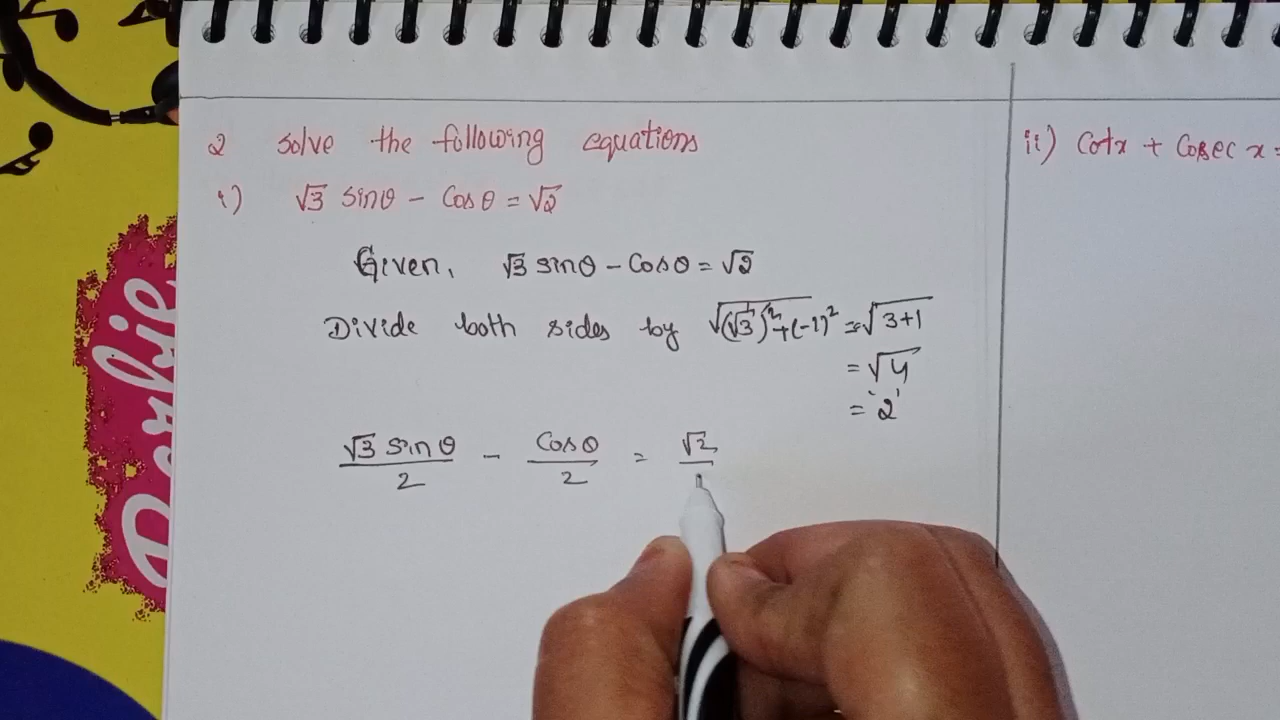 2 solve the following equations
i) √3 sinθ - Cosθ = √2
Given, √3 sinθ - Cosθ = √2
Divide both sides by √(√3)²+(-1)² = √3+1
= √4
= 2
√3 sinθ/2 - Cosθ/2 = √2/
ii) Cotx + Cosec x =